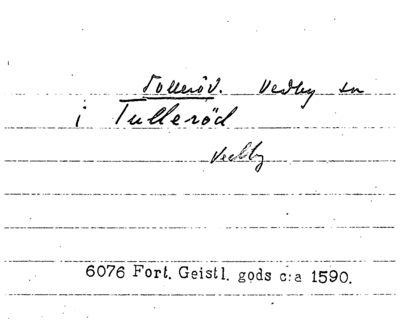 Tolleröd. Vedby sn
i Tulleröd
Vedby
6076 Fort. Geistl. gods c:a 1590.